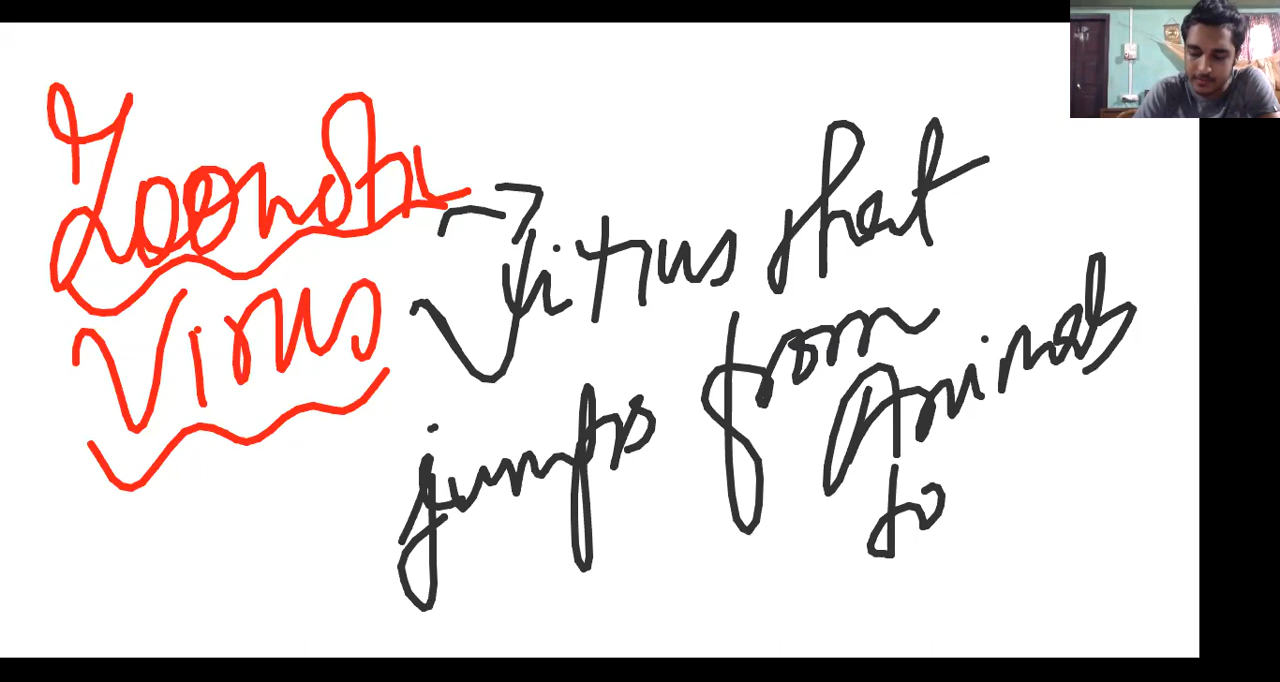 Zoonotic
Virus
Virus that
jumps from
Animals
to